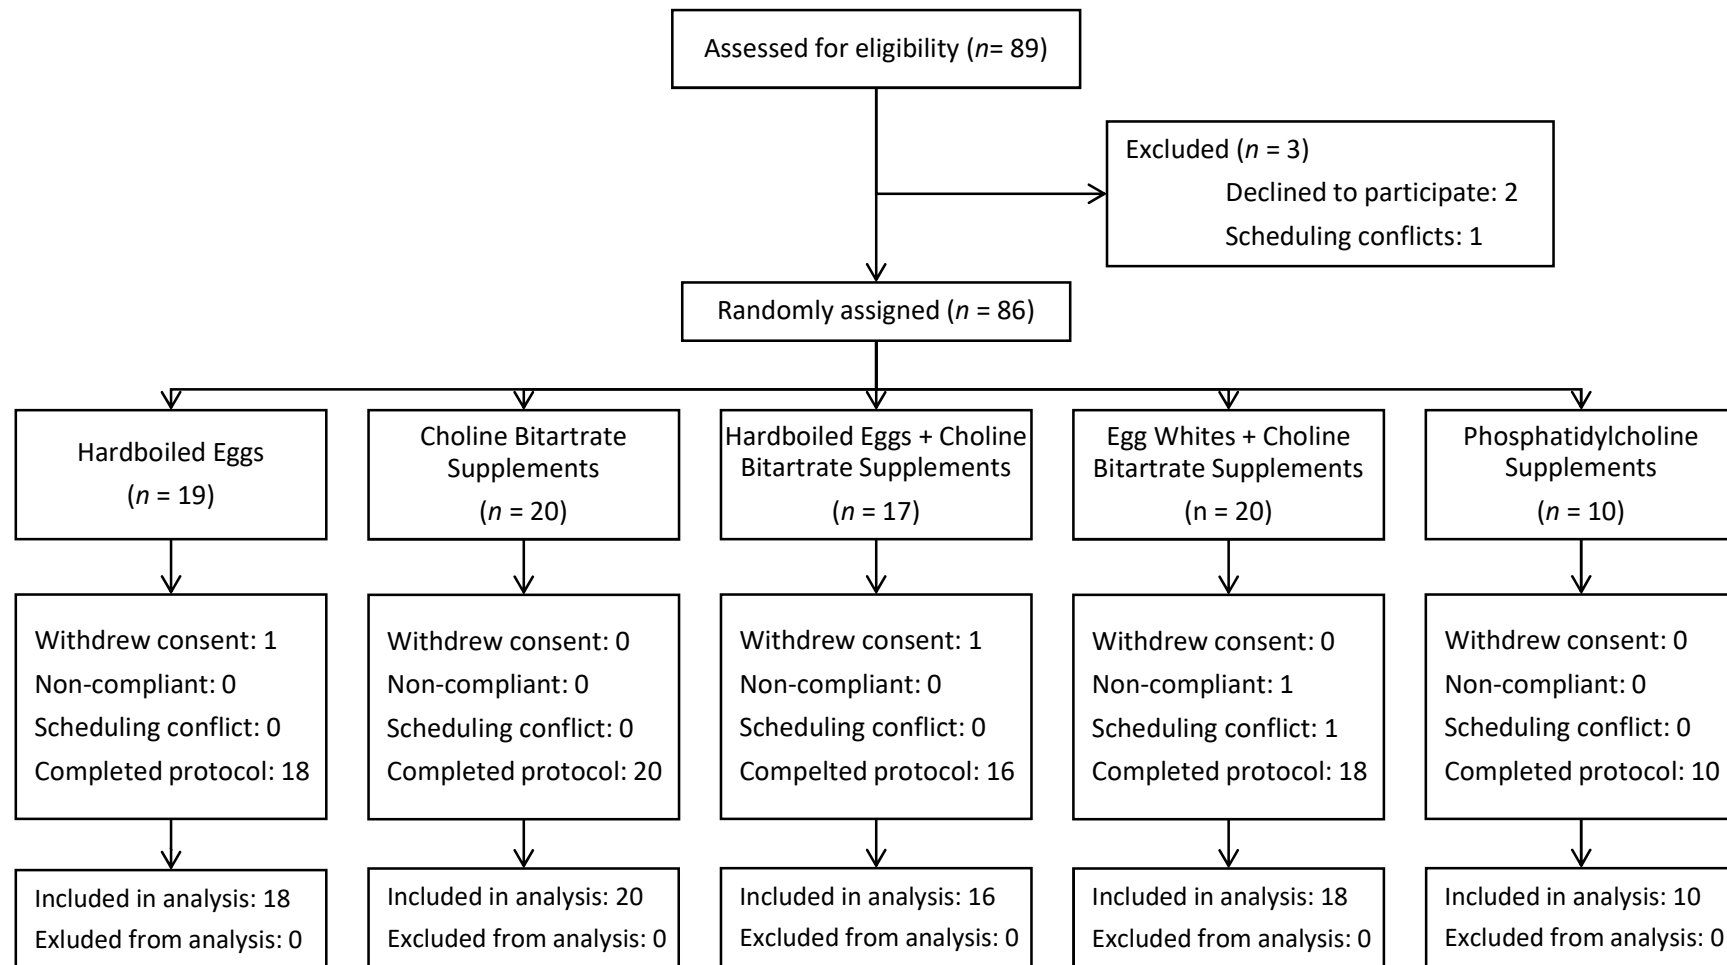 Assessed for eligibility (n= 89)
Excluded (n = 3)
Declined to participate: 2
Scheduling conflicts: 1
Randomly assigned (n = 86)
Hardboiled Eggs
(n = 19)
Choline Bitartrate
Supplements
(n = 20)
Hardboiled Eggs + Choline
Bitartrate Supplements
(n = 17)
Egg Whites + Choline
Bitartrate Supplements
(n = 20)
Phosphatidylcholine
Supplements
(n = 10)
Withdrew consent: 1
Non-compliant: 0
Scheduling conflict: 0
Completed protocol: 18
Withdrew consent: 0
Non-compliant: 0
Scheduling conflict: 0
Completed protocol: 20
Withdrew consent: 1
Non-compliant: 0
Scheduling conflict: 0
Compelted protocol: 16
Withdrew consent: 0
Non-compliant: 1
Scheduling conflict: 1
Completed protocol: 18
Withdrew consent: 0
Non-compliant: 0
Scheduling conflict: 0
Completed protocol: 10
Included in analysis: 18
Exluded from analysis: 0
Included in analysis: 20
Excluded from analysis: 0
Included in analysis: 16
Excluded from analysis: 0
Included in analysis: 18
Excluded from analysis: 0
Included in analysis: 10
Excluded from analysis: 0